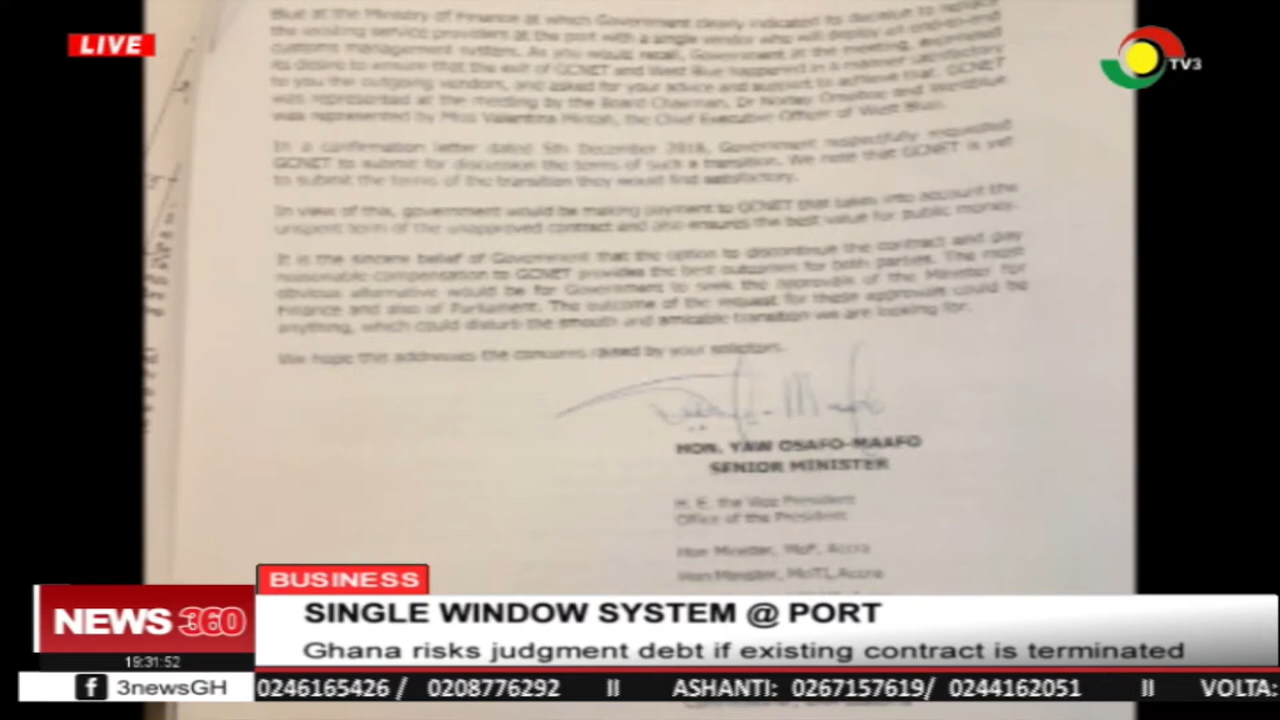 LIVE
TV3
Blue at the Ministry of Finance at which Government clearly indicated its decision to replace
the existing service providers at the port with a single vendor who will deploy an end-to-end
customs management system. As you would recall, Government at the meeting, expressed
its desire to ensure that the exit of GCNET and West Blue happened in a manner satisfactory
to you the outgoing vendors, and asked for your advice and support to achieve that. GCNET
was represented at the meeting by the Board Chairman, Dr Nortey Omaboe and
was represented by Miss Valentina Mintah, the Chief Executive Officer of West Blue.
In a confirmation letter dated 5th December 2018, Government respectfully requested
GCNET to submit for discussion the terms of such a transition. We note that GCNET is yet
to submit the terms of the transition they would find satisfactory.
In view of this, government would be making payment to GCNET that takes into account the
unspent term of the unapproved contract and also ensures the best value for public money.
It is the sincere belief of Government that the option to discontinue the contract and pay
reasonable compensation to GCNET provides the best outcomes for both parties. The most
obvious alternative would be for Government to seek the approvals of the Minister for
Finance and also of Parliament. The outcome of the request for these approvals could be
anything, which could disturb the smooth and amicable transition we are looking for.
We hope this addresses the concerns raised by your solicitors.
HON. YAW OSAFO-MAAFO
SENIOR MINISTER
H. E. the Vice President
Office of the President
Hon Minister, MoF, Accra
Hon Minister, MoTI, Accra
BUSINESS
NEWS 360
SINGLE WINDOW SYSTEM @ PORT
Ghana risks judgment debt if existing contract is terminated
19:31:52
3newsGH
0246165426 / 0208776292 II ASHANTI: 0267157619/ 0244162051 II VOLTA: